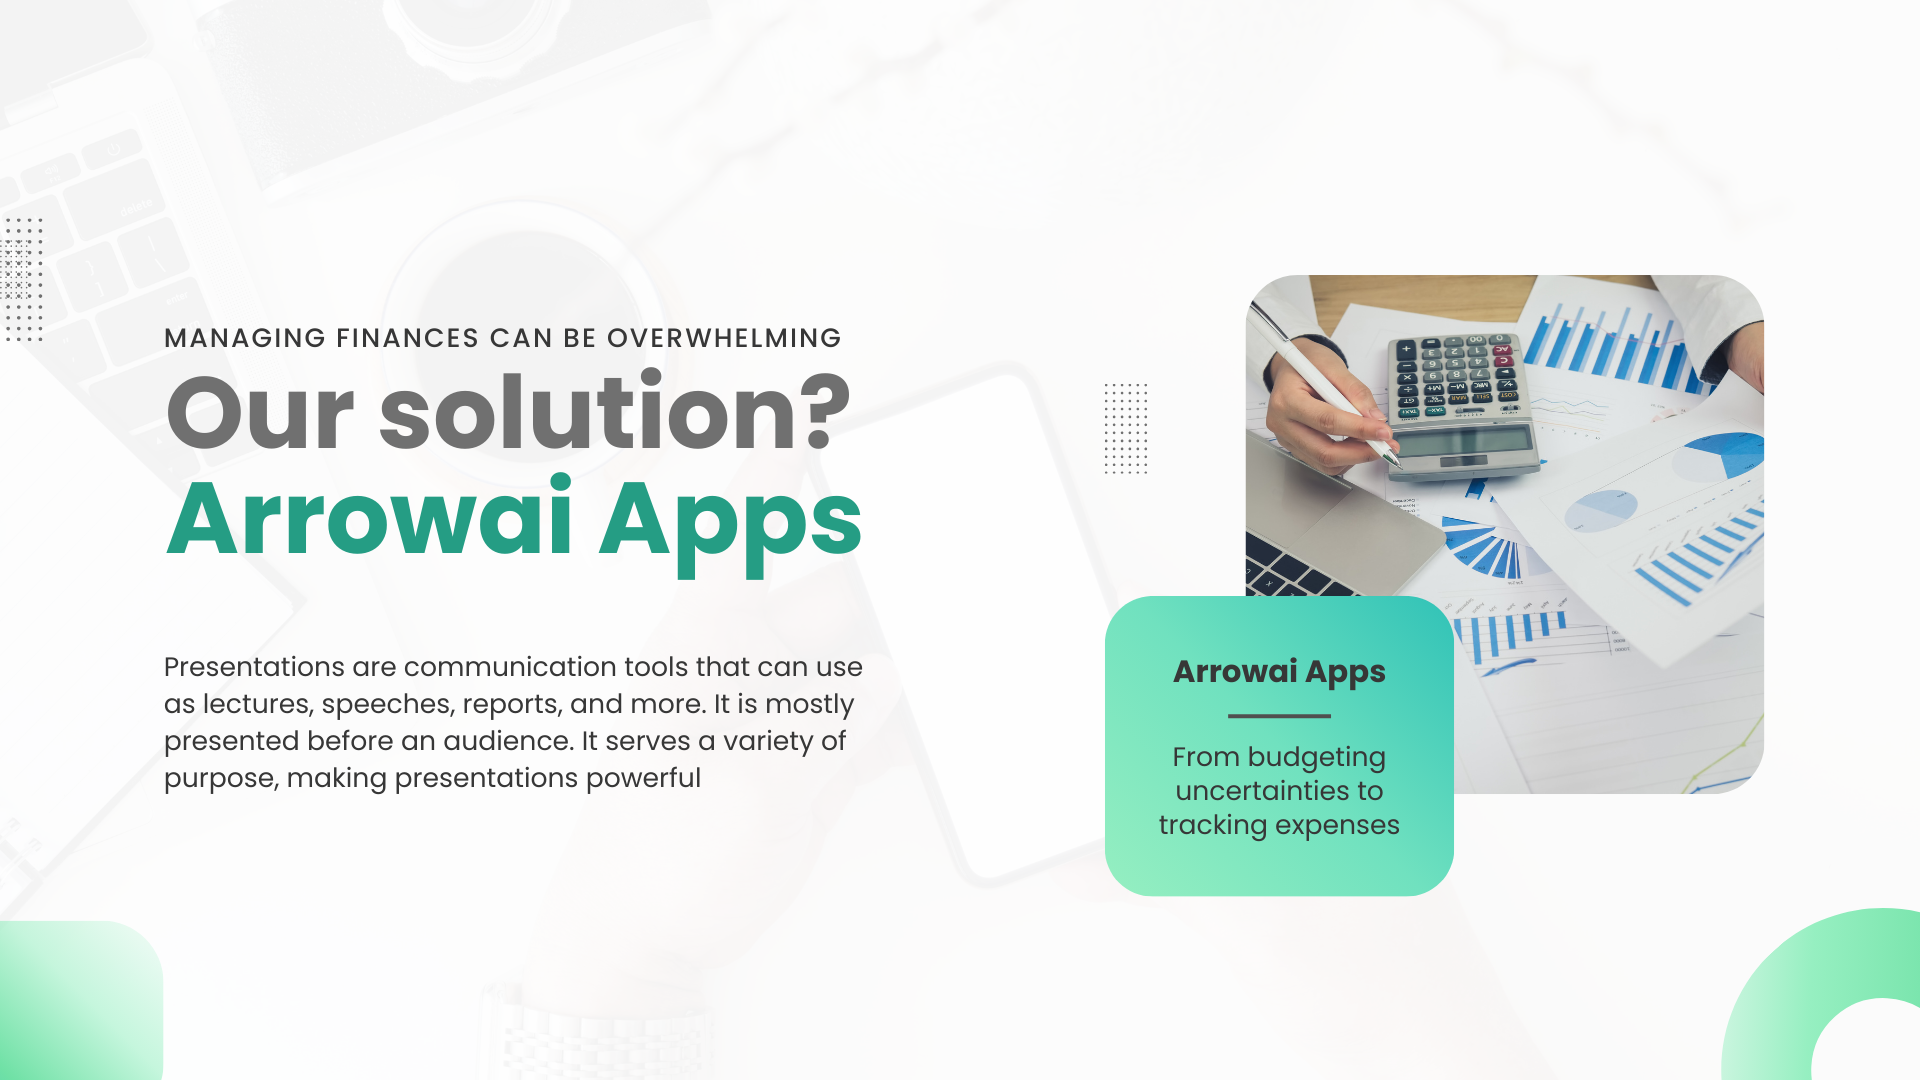 MANAGING FINANCES CAN BE OVERWHELMING
Our solution?
Arrowai Apps
Presentations are communication tools that can use
as lectures, speeches, reports, and more. It is mostly
presented before an audience. It serves a variety of
purpose, making presentations powerful
Arrowai Apps
From budgeting
uncertainties to
tracking expenses